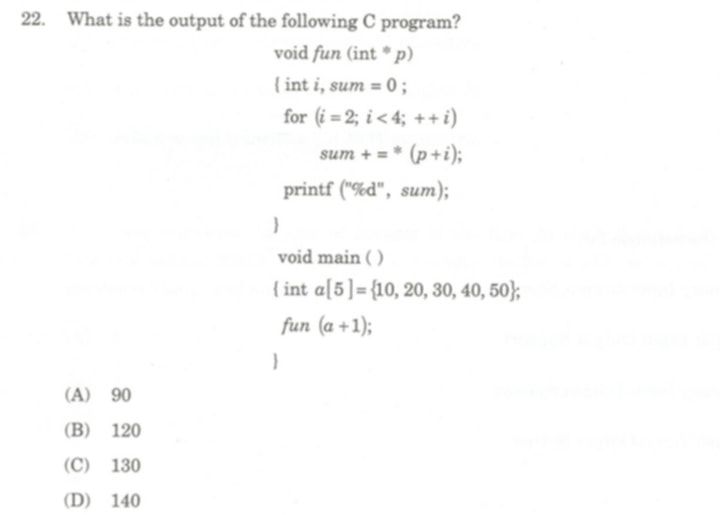 22. What is the output of the following C program?
void fun (int * p)
{ int i, sum = 0 ;
for (i = 2; i < 4; + + i)
sum + = * (p + i);
printf ("%d", sum);
}
void main ( )
{ int a[5] = {10, 20, 30, 40, 50};
fun (a + 1);
}
(A) 90
(B) 120
(C) 130
(D) 140